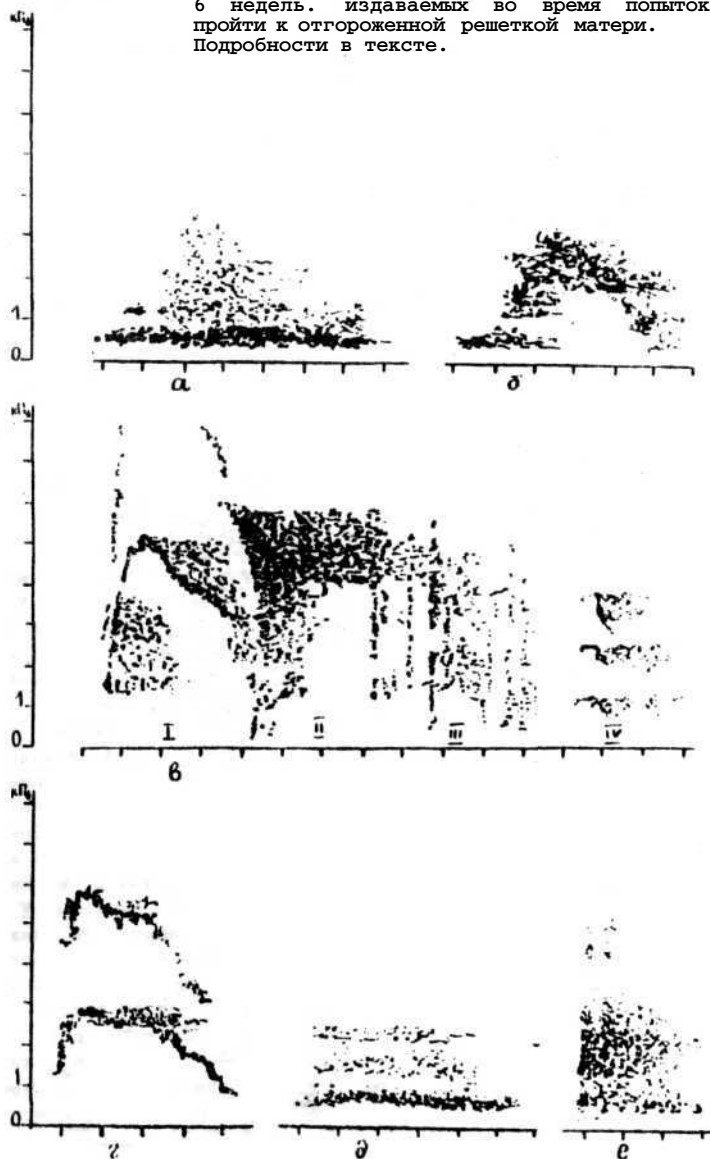 6 недель. издаваемых во время попыток
пройти к отгороженной решеткой матери.
Подробности в тексте.
кГц
1
0
а
б
кГц
1
0
I
II
III
IV
в
кГц
1
0
г
д
е